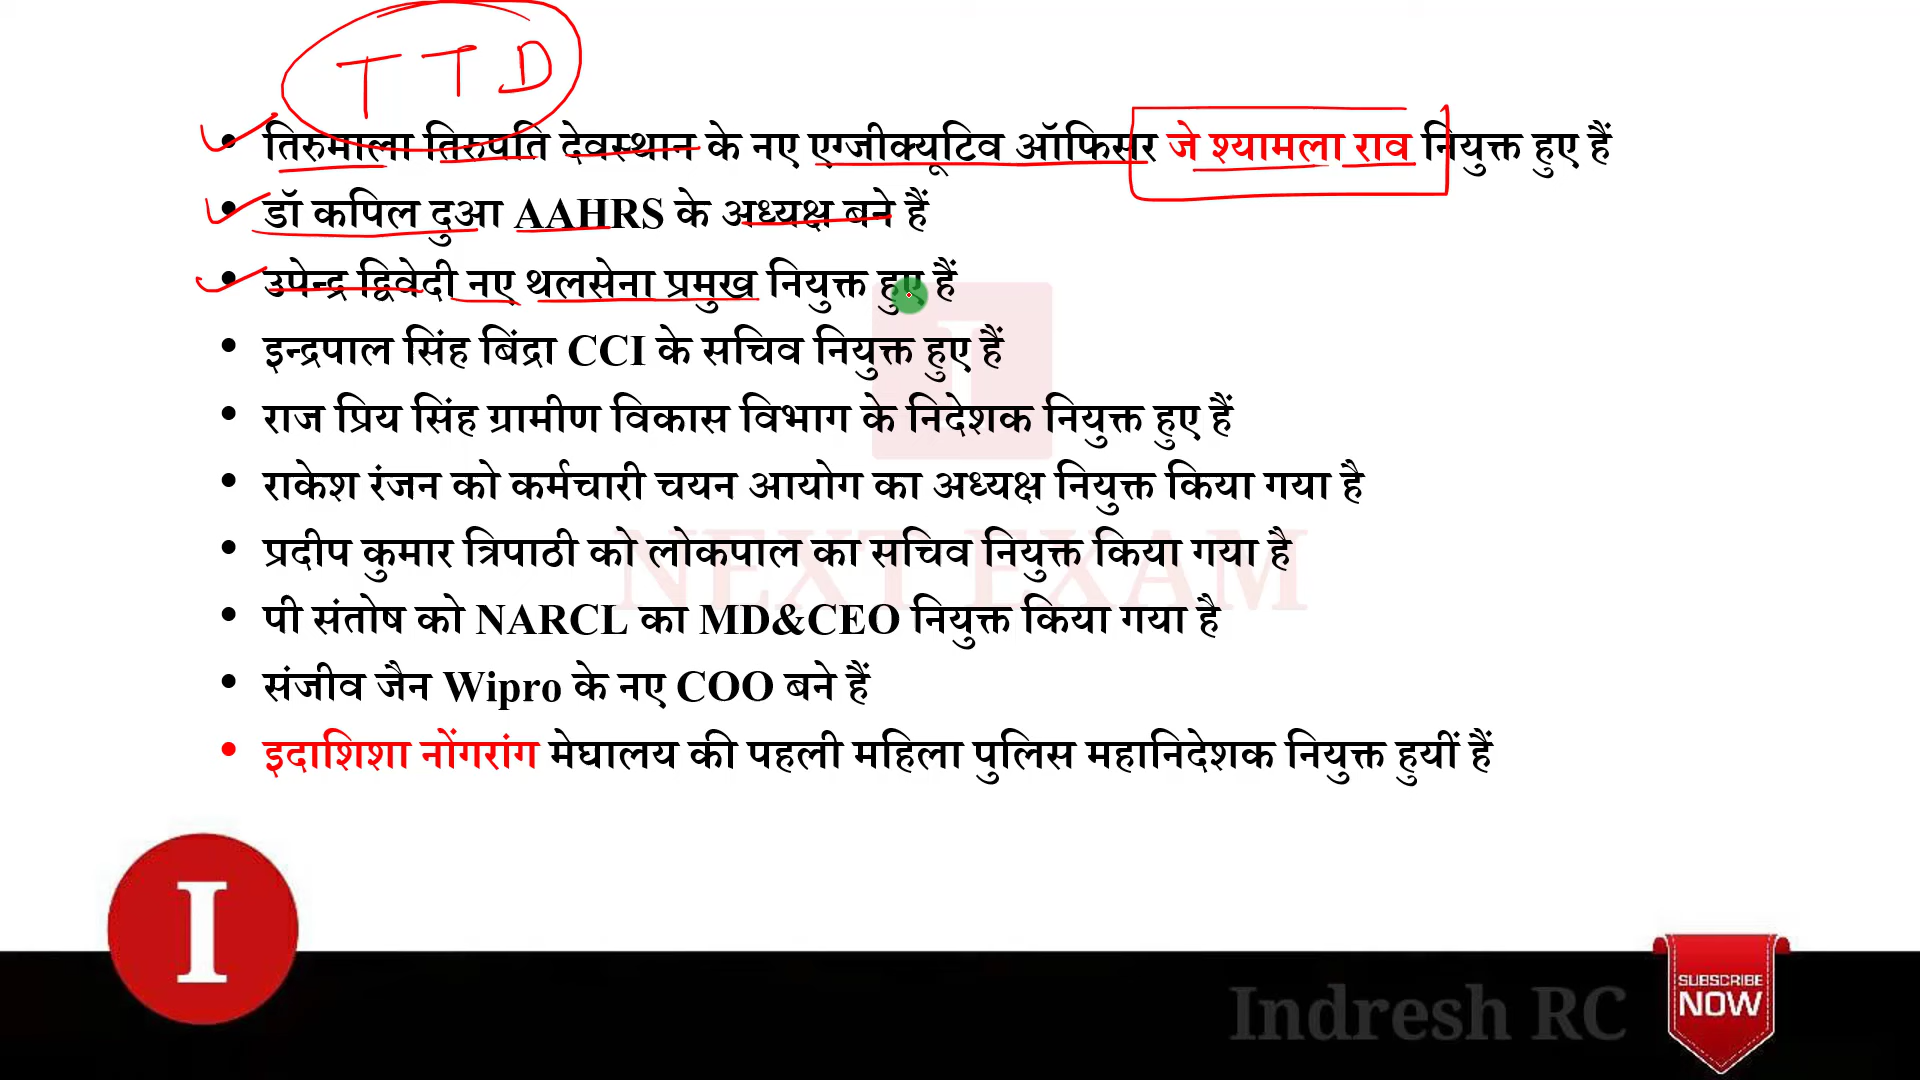 TTD
• तिरुमाला तिरुपति देवस्थान के नए एग्जीक्यूटिव ऑफिसर जे श्यामला राव नियुक्त हुए हैं
• डॉ कपिल दुआ AAHRS के अध्यक्ष बने हैं
• उपेन्द्र द्विवेदी नए थलसेना प्रमुख नियुक्त हुए हैं
• इन्द्रपाल सिंह बिंद्रा CCI के सचिव नियुक्त हुए हैं
• राज प्रिय सिंह ग्रामीण विकास विभाग के निदेशक नियुक्त हुए हैं
• राकेश रंजन को कर्मचारी चयन आयोग का अध्यक्ष नियुक्त किया गया है
• प्रदीप कुमार त्रिपाठी को लोकपाल का सचिव नियुक्त किया गया है
NEXT EXAM
• पी संतोष को NARCL का MD&CEO नियुक्त किया गया है
• संजीव जैन Wipro के नए COO बने हैं
• इदाशिशा नोंगरांग मेघालय की पहली महिला पुलिस महानिदेशक नियुक्त हुयीं हैं
I
Indresh RC
SUBSCRIBE
NOW